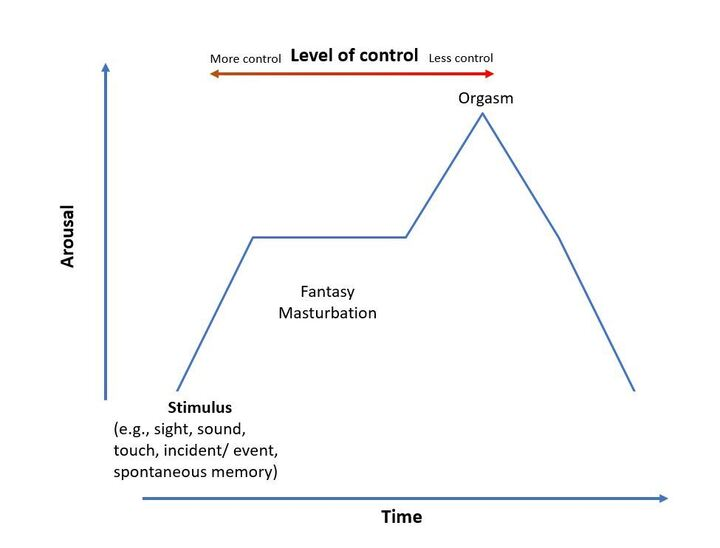 More control Level of control Less control
Orgasm
Arousal
Fantasy
Masturbation
Stimulus
(e.g., sight, sound,
touch, incident/ event,
spontaneous memory)
Time